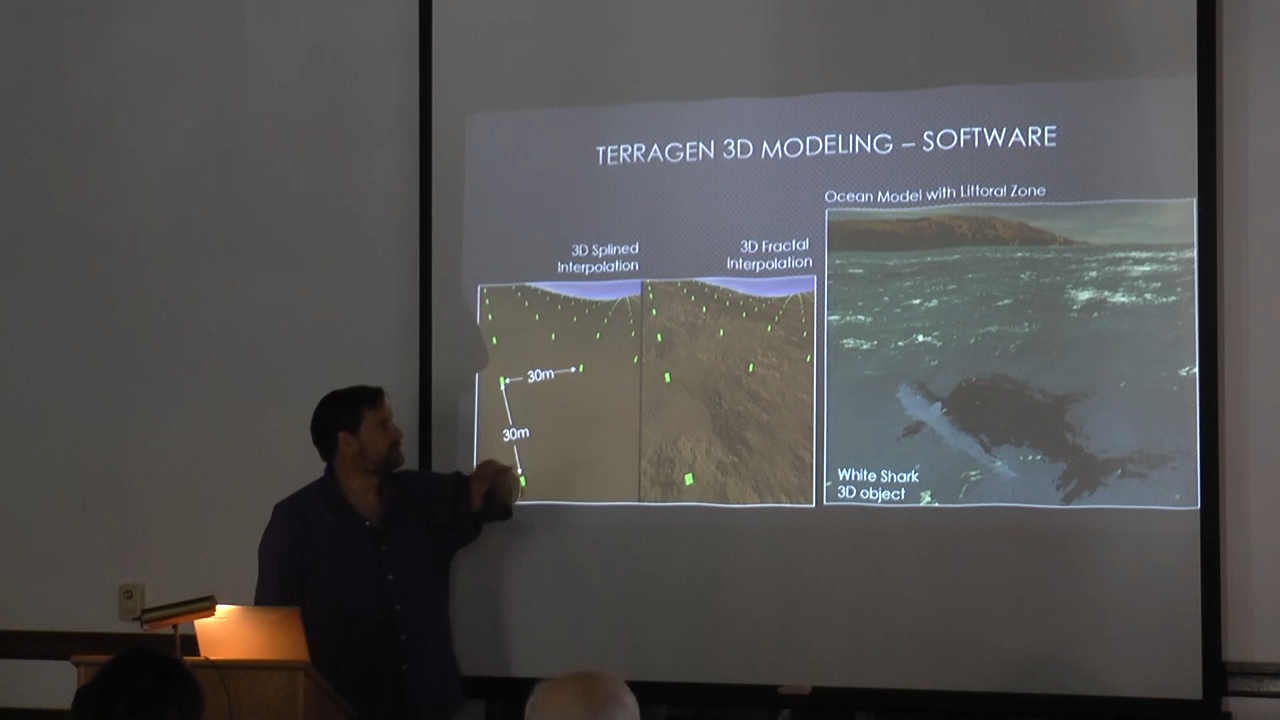 TERRAGEN 3D MODELING – SOFTWARE
Ocean Model with Littoral Zone
3D Splined
Interpolation
3D Fractal
Interpolation
30m
30m
White Shark
3D object